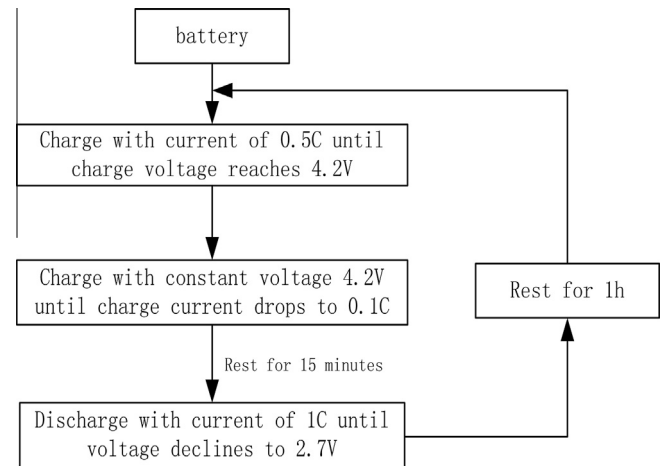 battery
Charge with current of 0.5C until
charge voltage reaches 4.2V
Charge with constant voltage 4.2V
until charge current drops to 0.1C
Rest for 1h
Rest for 15 minutes
Discharge with current of 1C until
voltage declines to 2.7V